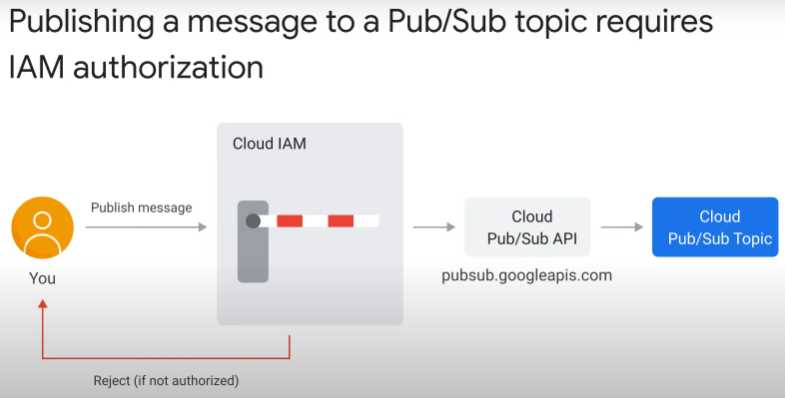 Publishing a message to a Pub/Sub topic requires
IAM authorization
Cloud IAM
Publish message
You
Cloud
Pub/Sub API
pubsub.googleapis.com
Cloud
Pub/Sub Topic
Reject (if not authorized)